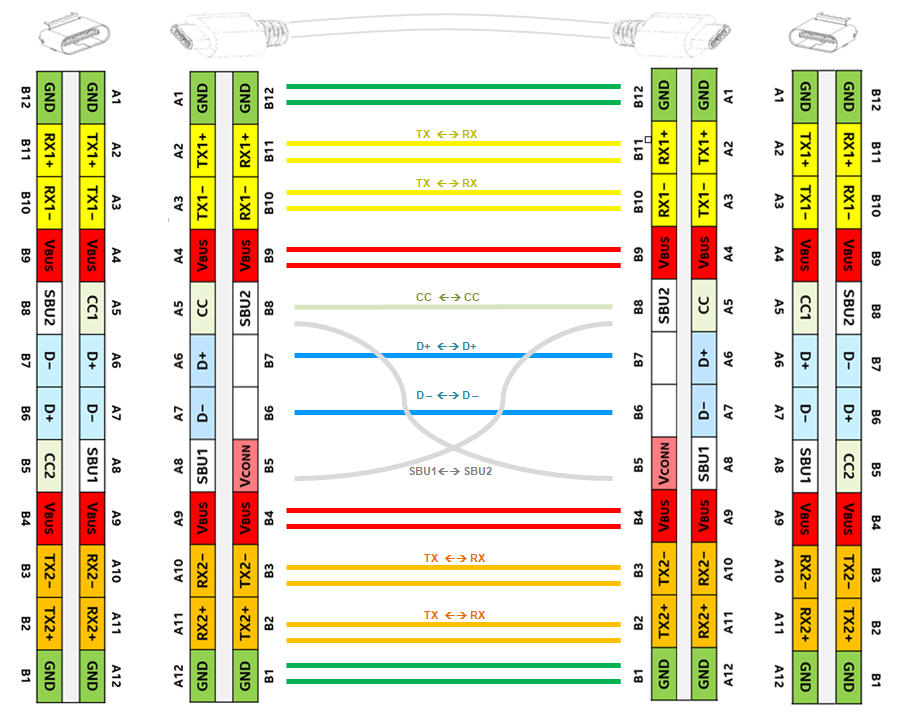 B12 GND GND A1 A1 GND GND B12 B12 GND GND A1 A1 GND GND B12
B11 RX1+ TX1+ A2 A2 TX1+ RX1+ B11 TX ↔ RX B11 RX1+ TX1+ A2 A2 TX1+ RX1+ B11
B10 RX1− TX1− A3 A3 TX1− RX1− B10 TX ↔ RX B10 RX1− TX1− A3 A3 TX1− RX1− B10
B9 VBUS VBUS A4 A4 VBUS VBUS B9 B9 VBUS VBUS A4 A4 VBUS VBUS B9
B8 SBU2 CC1 A5 A5 CC SBU2 B8 CC ↔ CC B8 SBU2 CC A5 A5 CC1 SBU2 B8
B7 D− D+ A6 A6 D+ B7 D+ ↔ D+ B7 D+ A6 A6 D+ D− B7
B6 D+ D− A7 A7 D− B6 D− ↔ D− B6 D− A7 A7 D− D+ B6
B5 CC2 SBU1 A8 A8 SBU1 VCONN B5 SBU1 ↔ SBU2 B5 VCONN SBU1 A8 A8 SBU1 CC2 B5
B4 VBUS VBUS A9 A9 VBUS VBUS B4 B4 VBUS VBUS A9 A9 VBUS VBUS B4
B3 TX2− RX2− A10 A10 RX2− TX2− B3 TX ↔ RX B3 TX2− RX2− A10 A10 RX2− TX2− B3
B2 TX2+ RX2+ A11 A11 RX2+ TX2+ B2 TX ↔ RX B2 TX2+ RX2+ A11 A11 RX2+ TX2+ B2
B1 GND GND A12 A12 GND GND B1 B1 GND GND A12 A12 GND GND B1